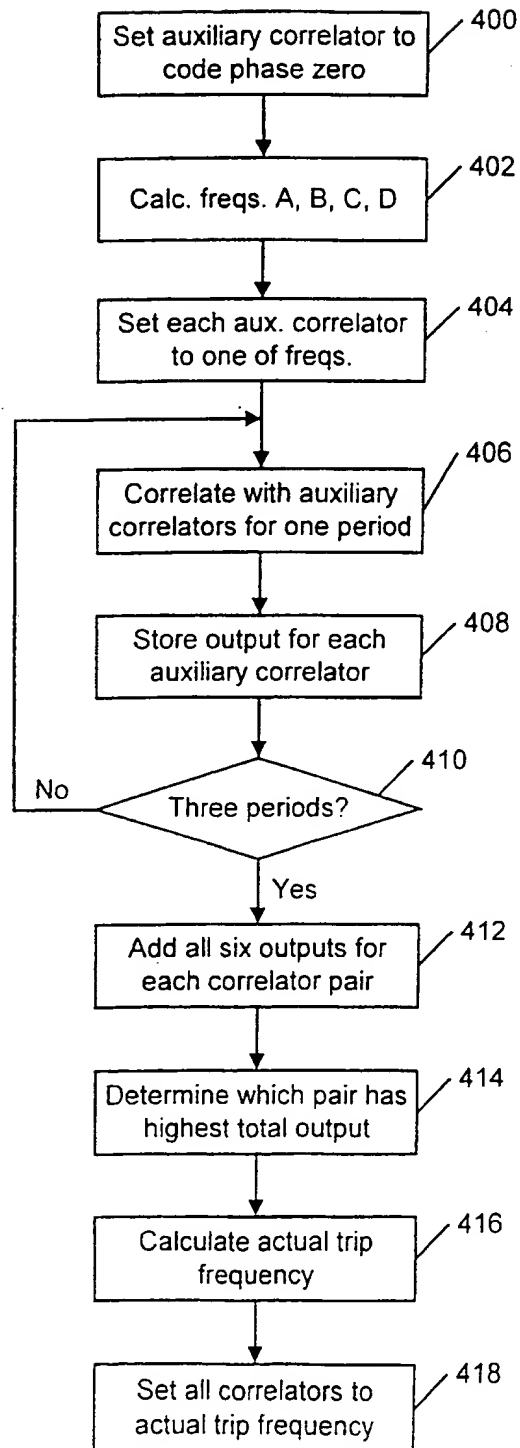 Set auxiliary correlator to
code phase zero
400
Calc. freqs. A, B, C, D
402
Set each aux. correlator
to one of freqs.
404
Correlate with auxiliary
correlators for one period
406
Store output for each
auxiliary correlator
408
Three periods?
410
No
Yes
Add all six outputs for
each correlator pair
412
Determine which pair has
highest total output
414
Calculate actual trip
frequency
416
Set all correlators to
actual trip frequency
418